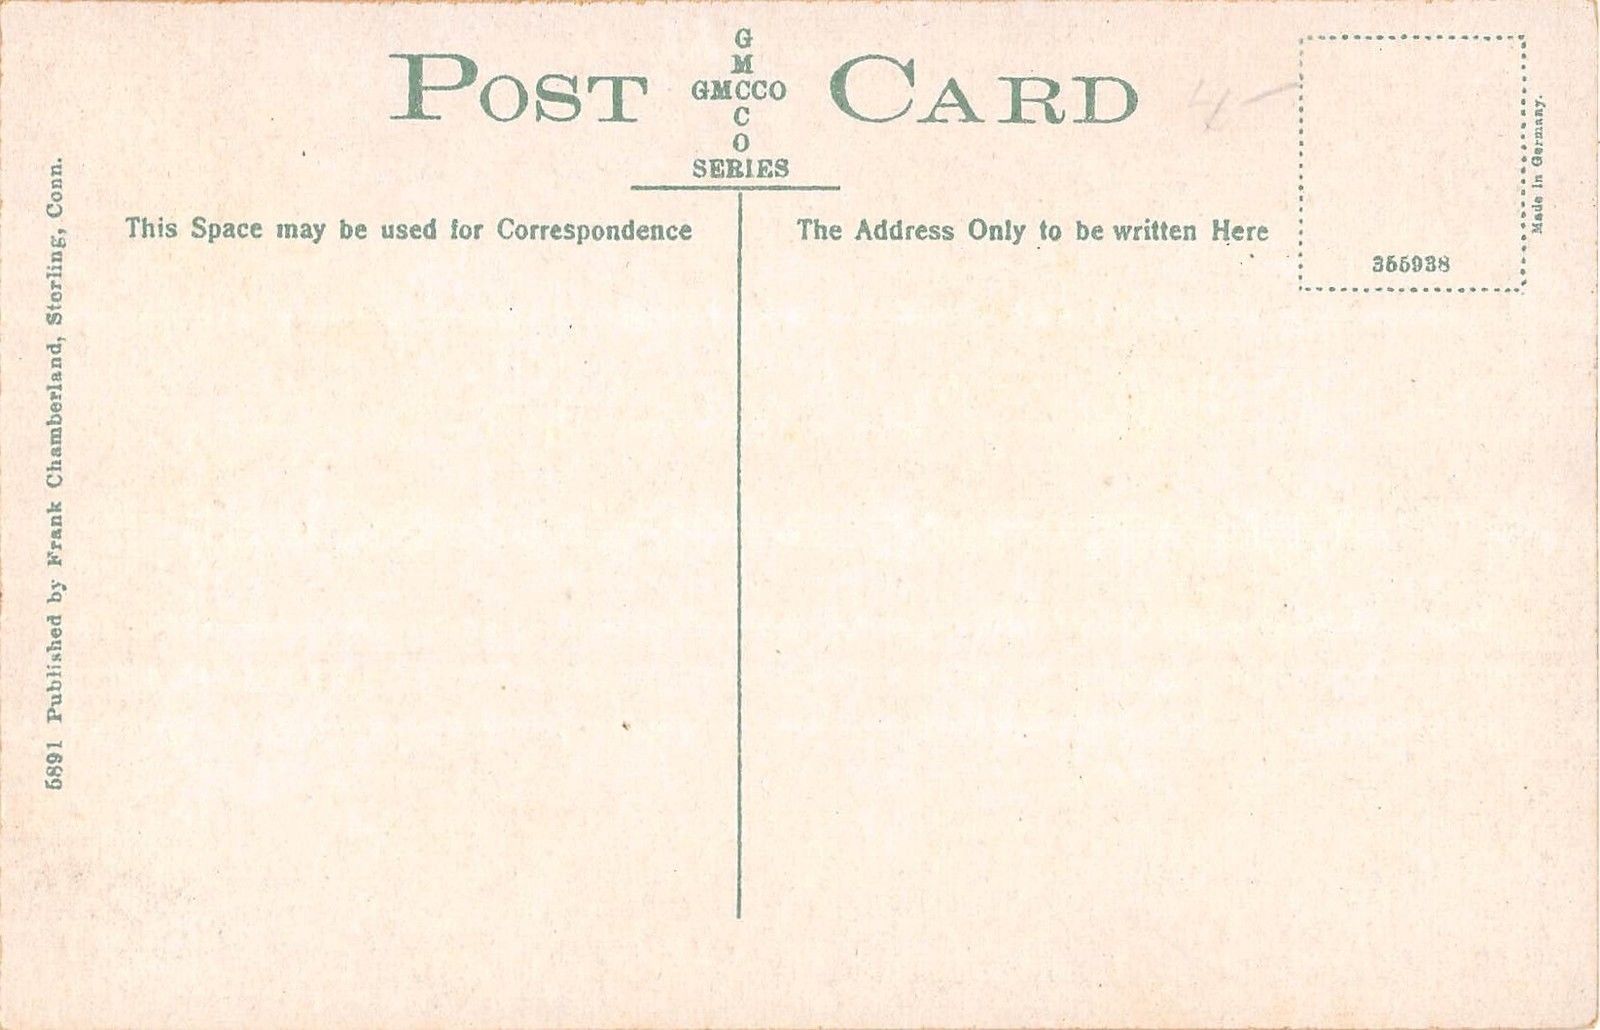 POST CARD
G
M
GMCCO
C
O
SERIES
This Space may be used for Correspondence
The Address Only to be written Here
4-
355938
Made in Germany.
5891 Published by Frank Chamberland, Sterling, Conn.